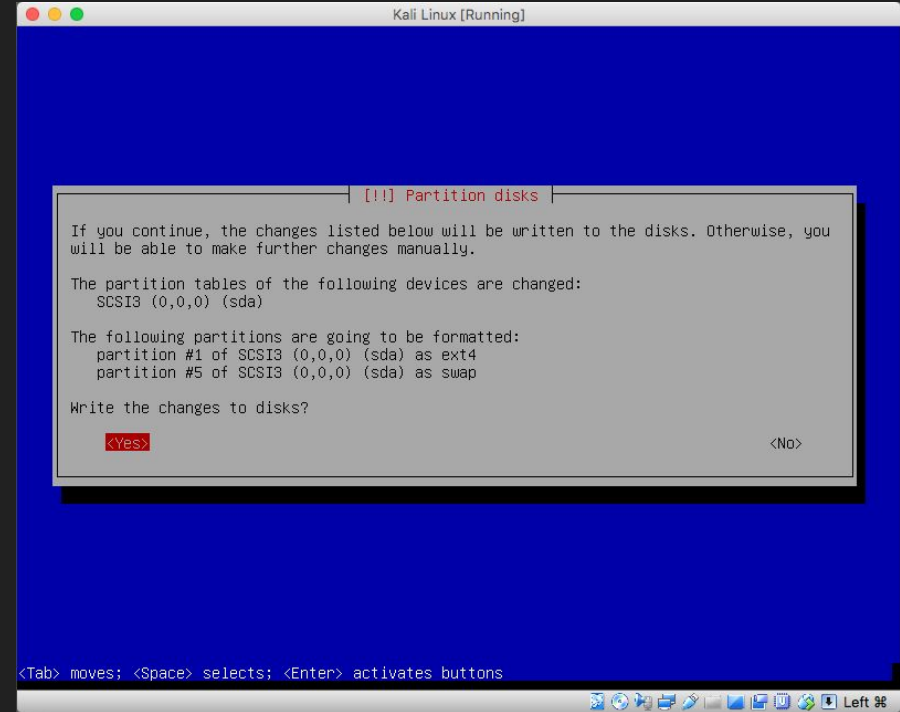 Kali Linux [Running]
[!!] Partition disks
If you continue, the changes listed below will be written to the disks. Otherwise, you
will be able to make further changes manually.
The partition tables of the following devices are changed:
SCSI3 (0,0,0) (sda)
The following partitions are going to be formatted:
partition #1 of SCSI3 (0,0,0) (sda) as ext4
partition #5 of SCSI3 (0,0,0) (sda) as swap
Write the changes to disks?
<Yes> <No>
<Tab> moves; <Space> selects; <Enter> activates buttons
Left ⌘